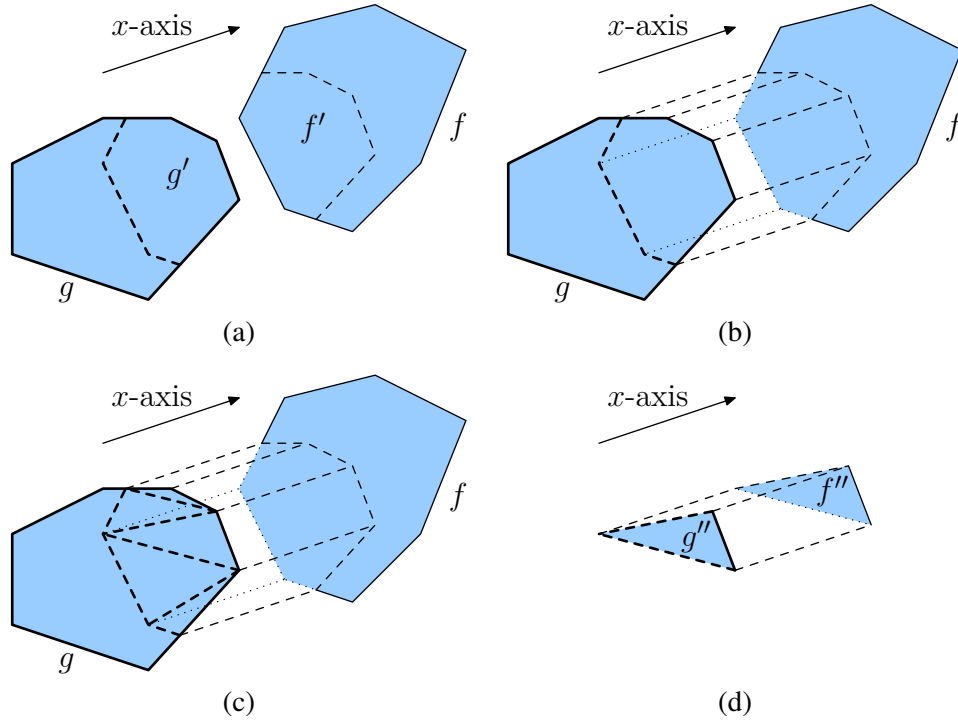 x-axis
f′
f
g′
g
(a)
x-axis
f
g
(b)
x-axis
f
g
(c)
x-axis
f″
g″
(d)